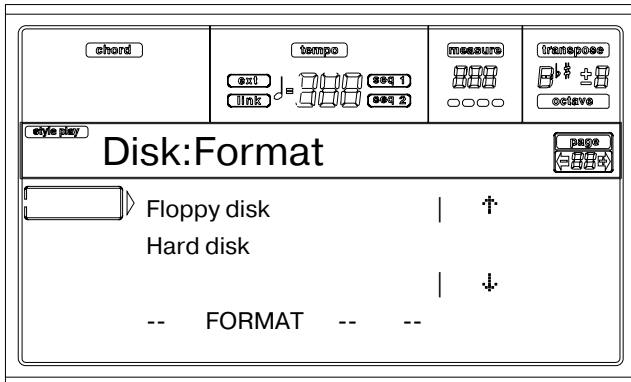 chord tempo measure transpose
ext seq 1
link seq 2 octave
style play Disk:Format page
Floppy disk | ↑
Hard disk
| ↓
-- FORMAT -- --